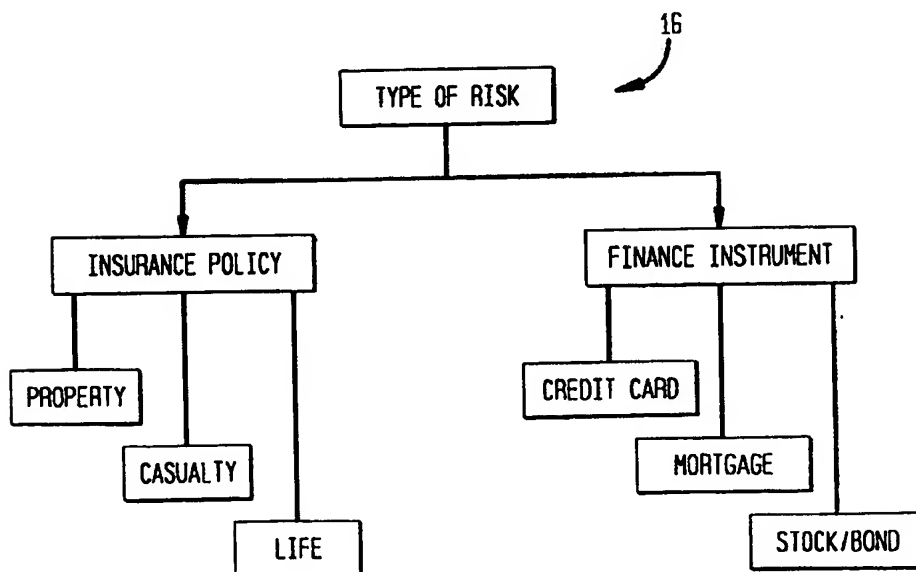 16
TYPE OF RISK
INSURANCE POLICY
FINANCE INSTRUMENT
PROPERTY
CREDIT CARD
CASUALTY
MORTGAGE
LIFE
STOCK/BOND